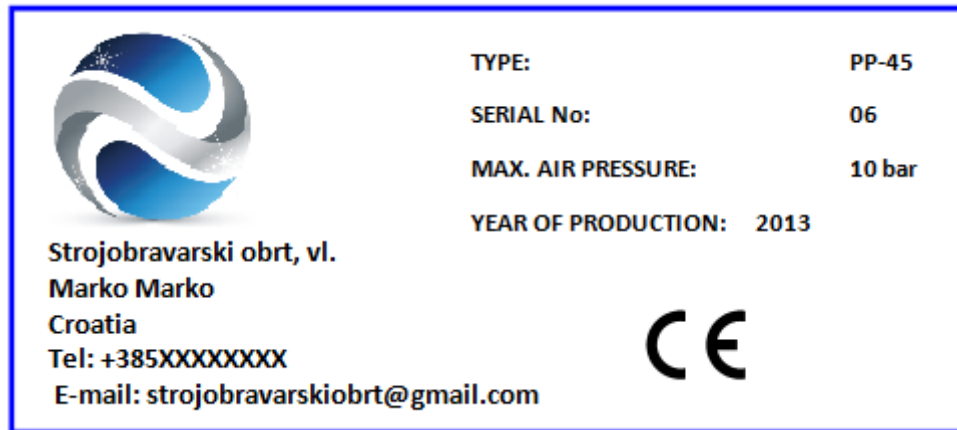 TYPE: PP-45
SERIAL No: 06
MAX. AIR PRESSURE: 10 bar
YEAR OF PRODUCTION: 2013
Strojobravarski obrt, vl.
Marko Marko
Croatia
Tel: +385XXXXXXXX
E-mail: strojobravarskiobrt@gmail.com
CE